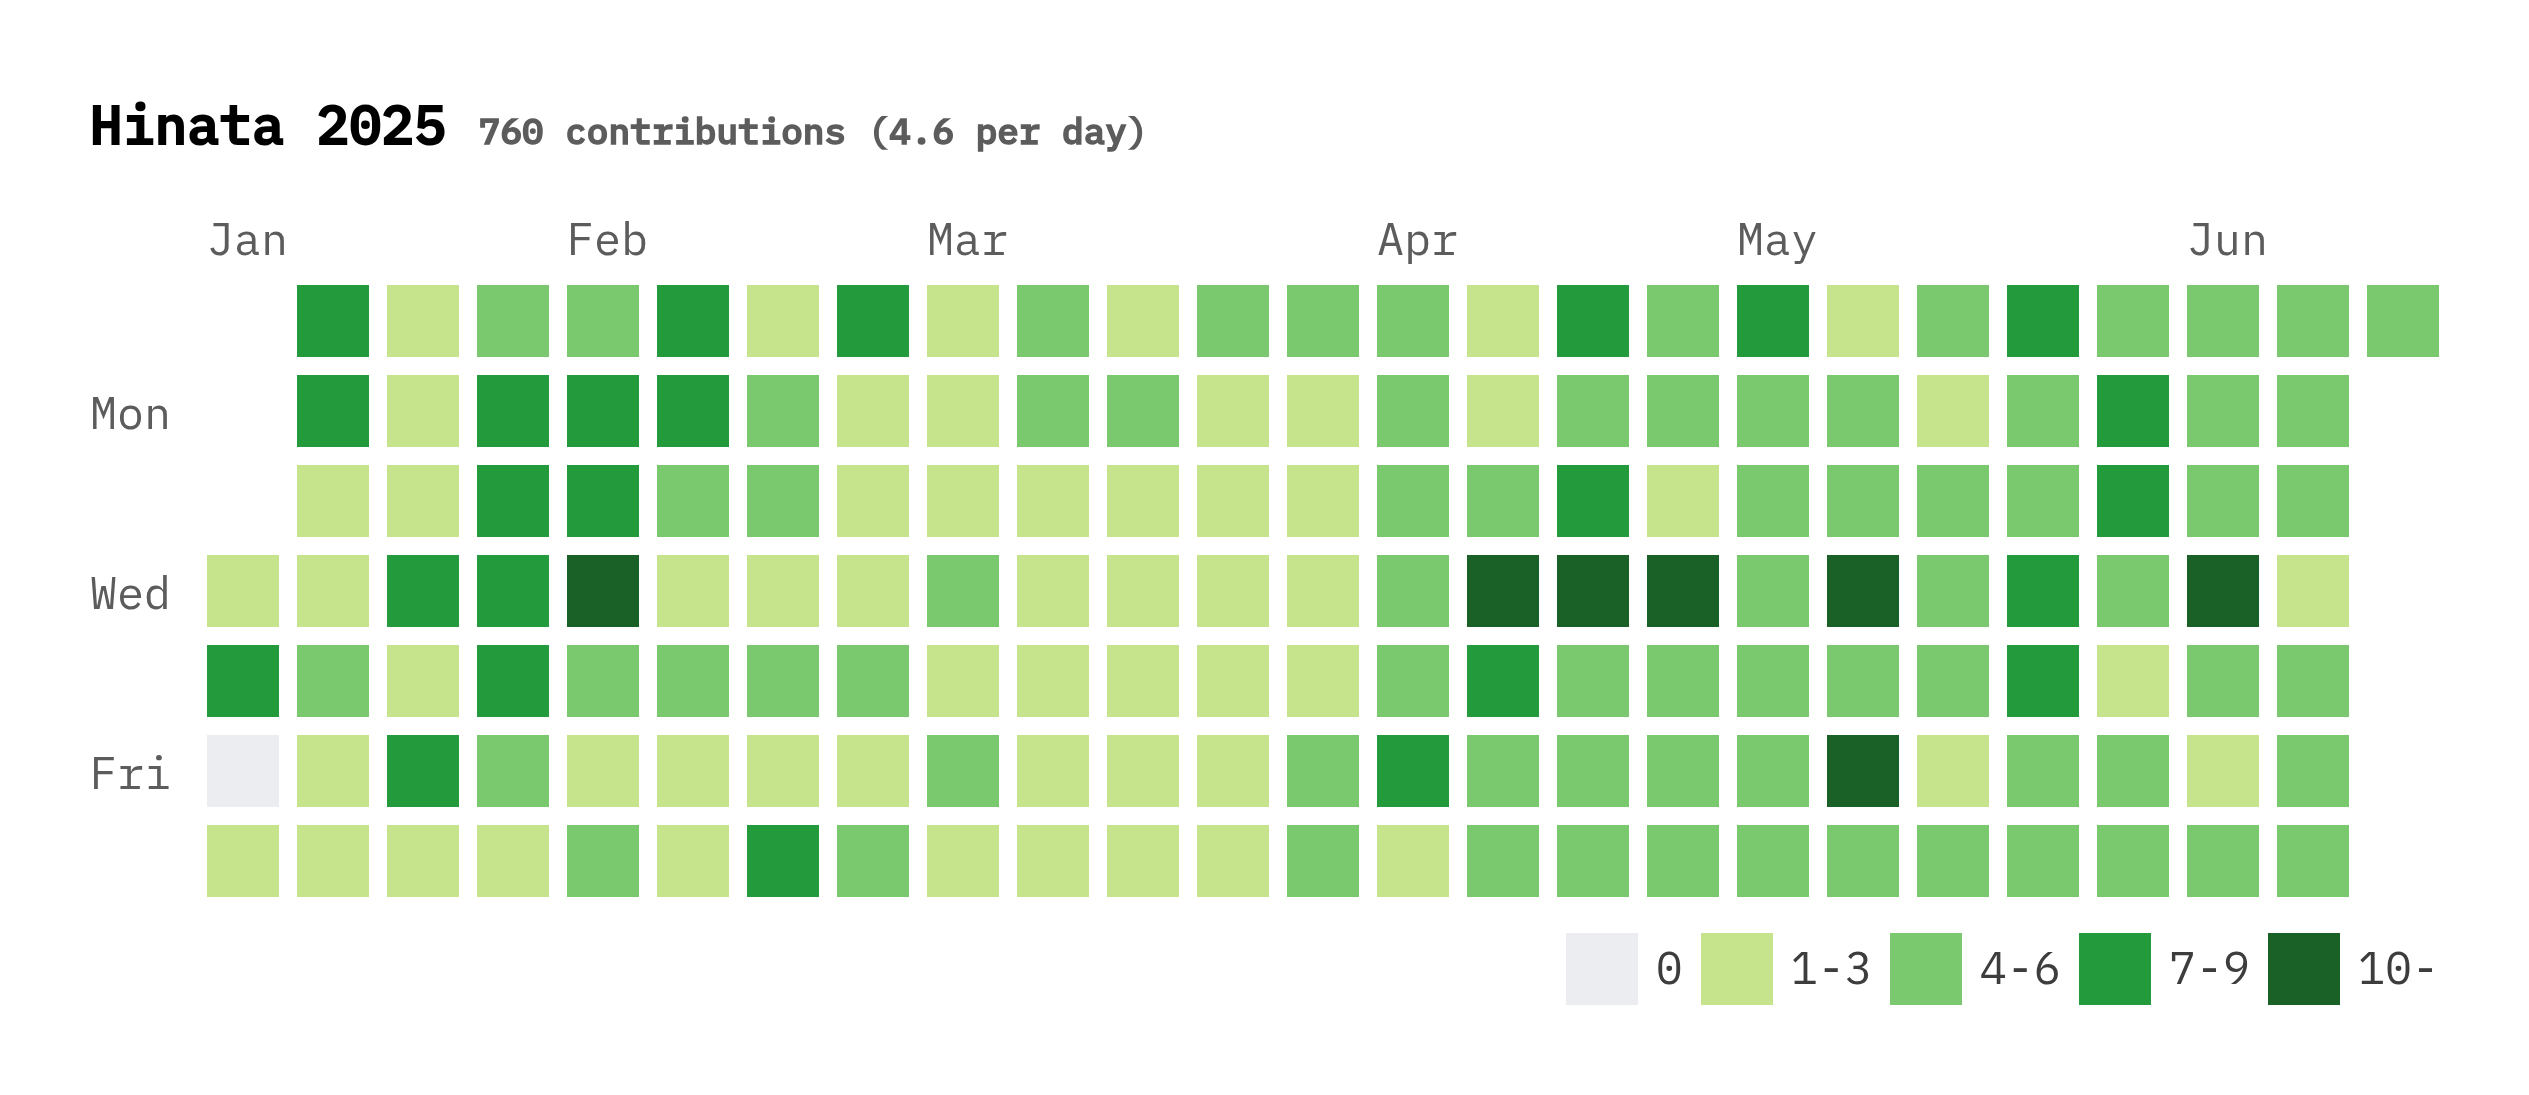 Hinata 2025 760 contributions (4.6 per day)
Jan Feb Mar Apr May Jun
Mon
Wed
Fri
0 1-3 4-6 7-9 10-